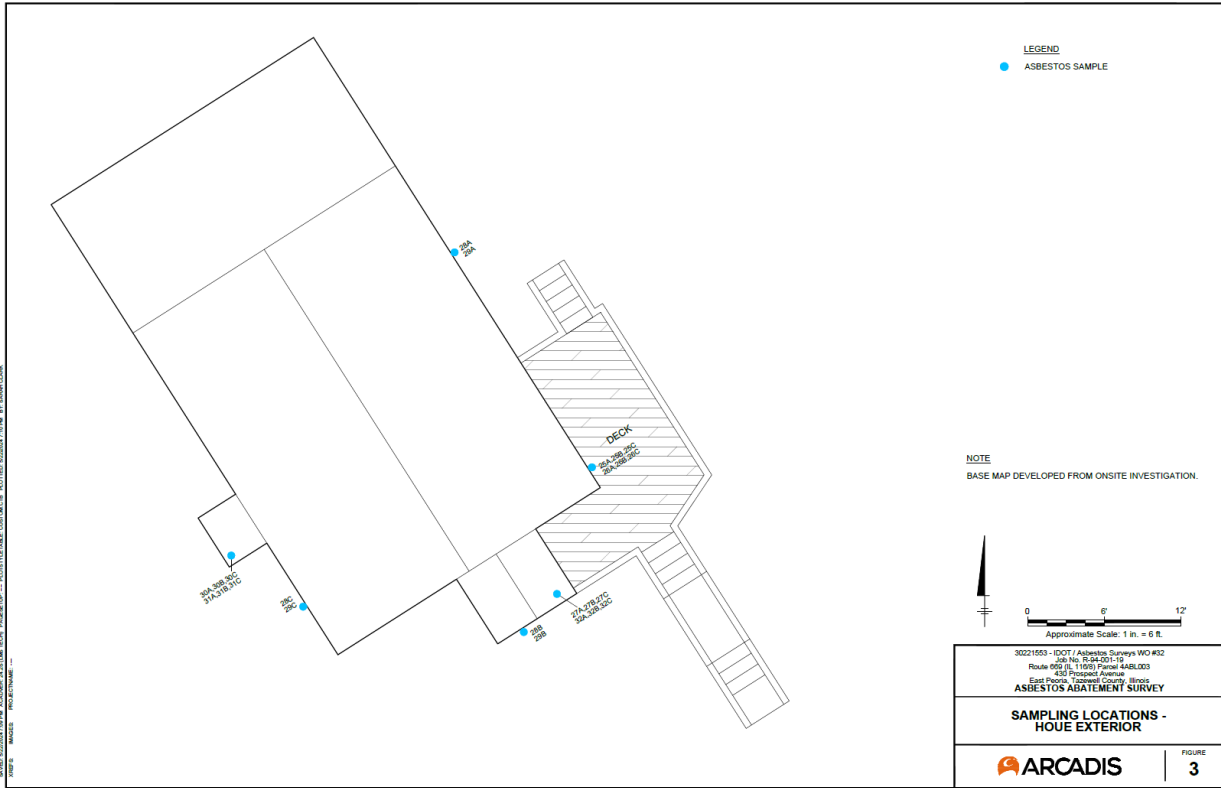 LEGEND
ASBESTOS SAMPLE
28A
29A
DECK
25A,25B,25C
26A,26B,26C
30A,30B,30C
31A,31B,31C
28C
29C
27A,27B,27C
32A,32B,32C
28B
29B
NOTE
BASE MAP DEVELOPED FROM ONSITE INVESTIGATION.
0 6' 12'
Approximate Scale: 1 in. = 6 ft.
30221553 - IDOT / Asbestos Surveys WO #32
Job No. R-94-001-19
Route 669 (IL 116/8) Parcel 4ABL003
430 Prospect Avenue
East Peoria, Tazewell County, Illinois
ASBESTOS ABATEMENT SURVEY
SAMPLING LOCATIONS -
HOUE EXTERIOR
ARCADIS
FIGURE
3
XREFS: IMAGES: PROJECTNAME: ---